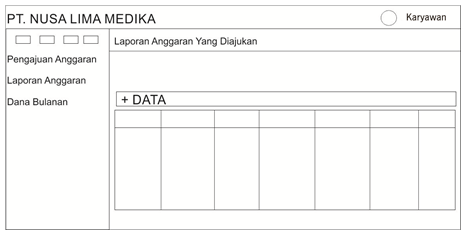 PT. NUSA LIMA MEDIKA
Karyawan
Laporan Anggaran Yang Diajukan
Pengajuan Anggaran
Laporan Anggaran
Dana Bulanan
+ DATA